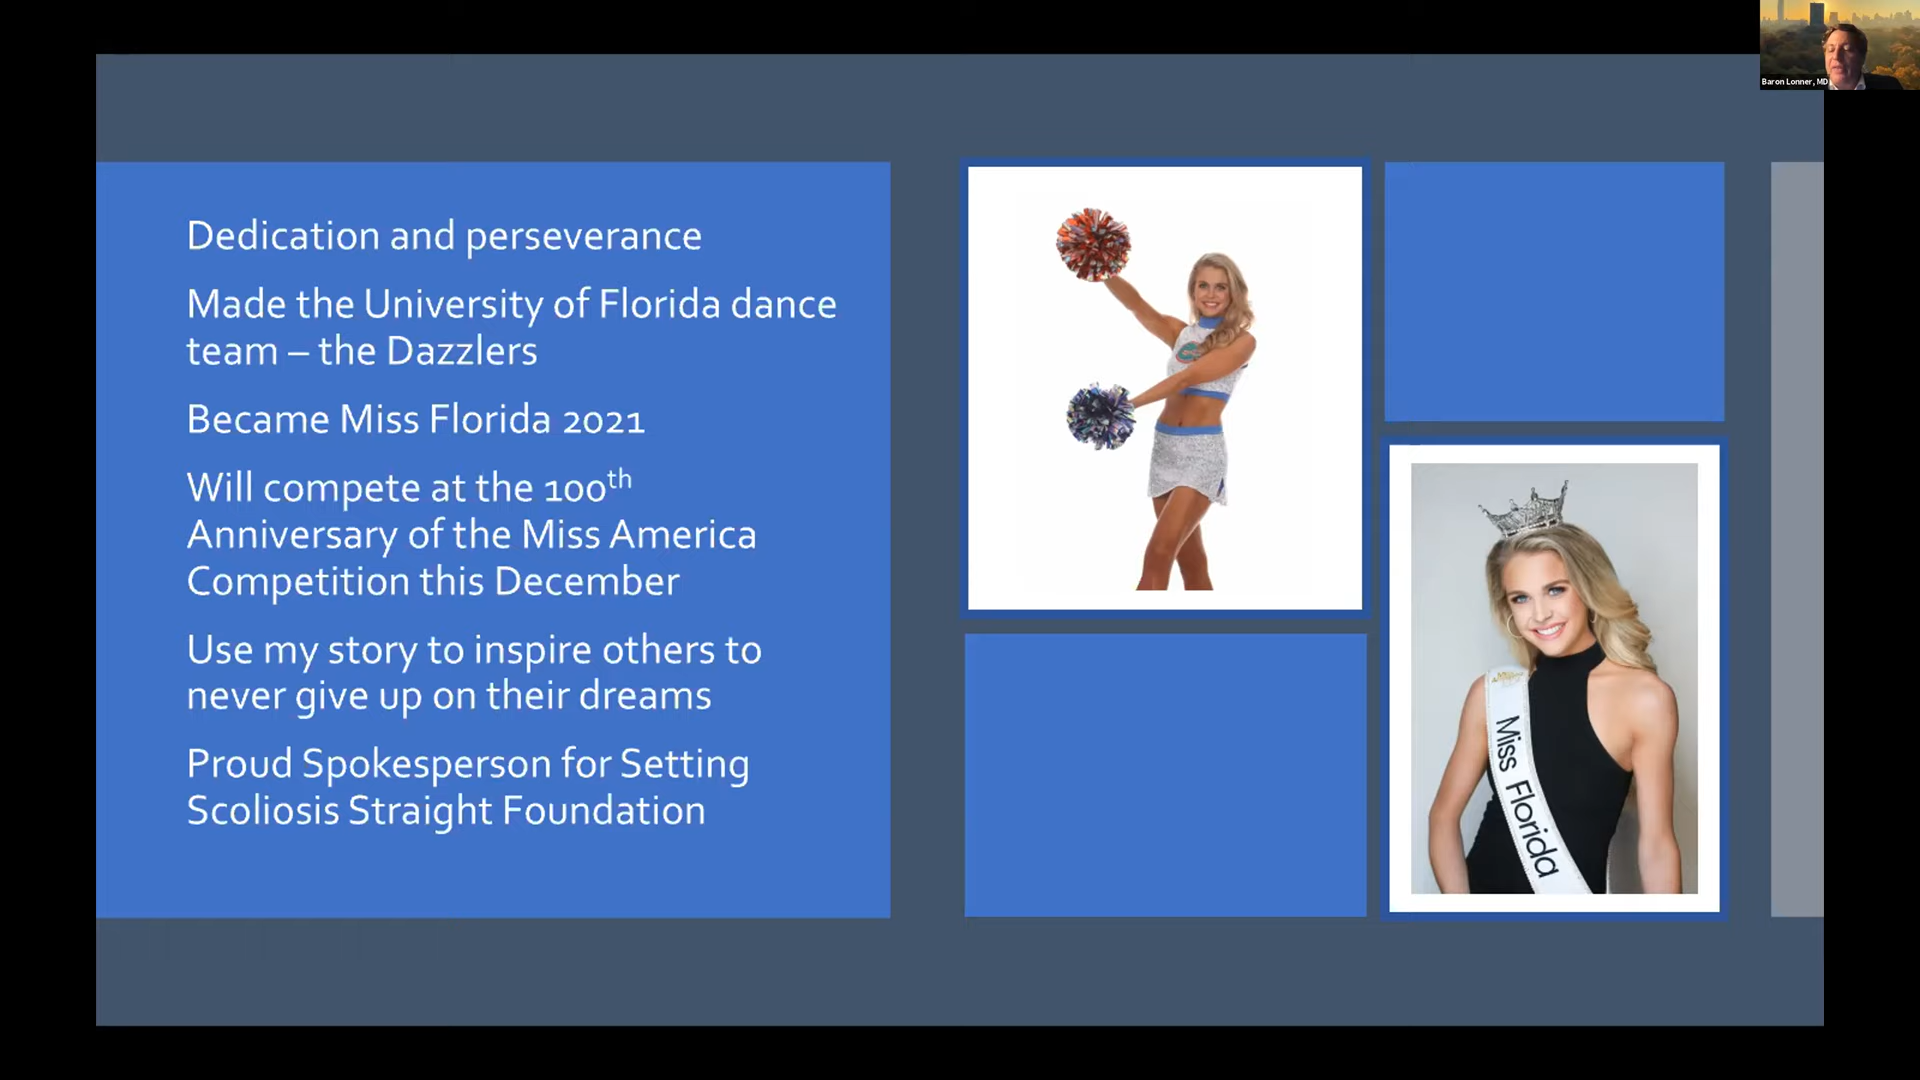 Baron Lonner, MD
Dedication and perseverance
Made the University of Florida dance
team – the Dazzlers
Became Miss Florida 2021
Will compete at the 100th
Anniversary of the Miss America
Competition this December
Use my story to inspire others to
never give up on their dreams
Proud Spokesperson for Setting
Scoliosis Straight Foundation
Miss Florida